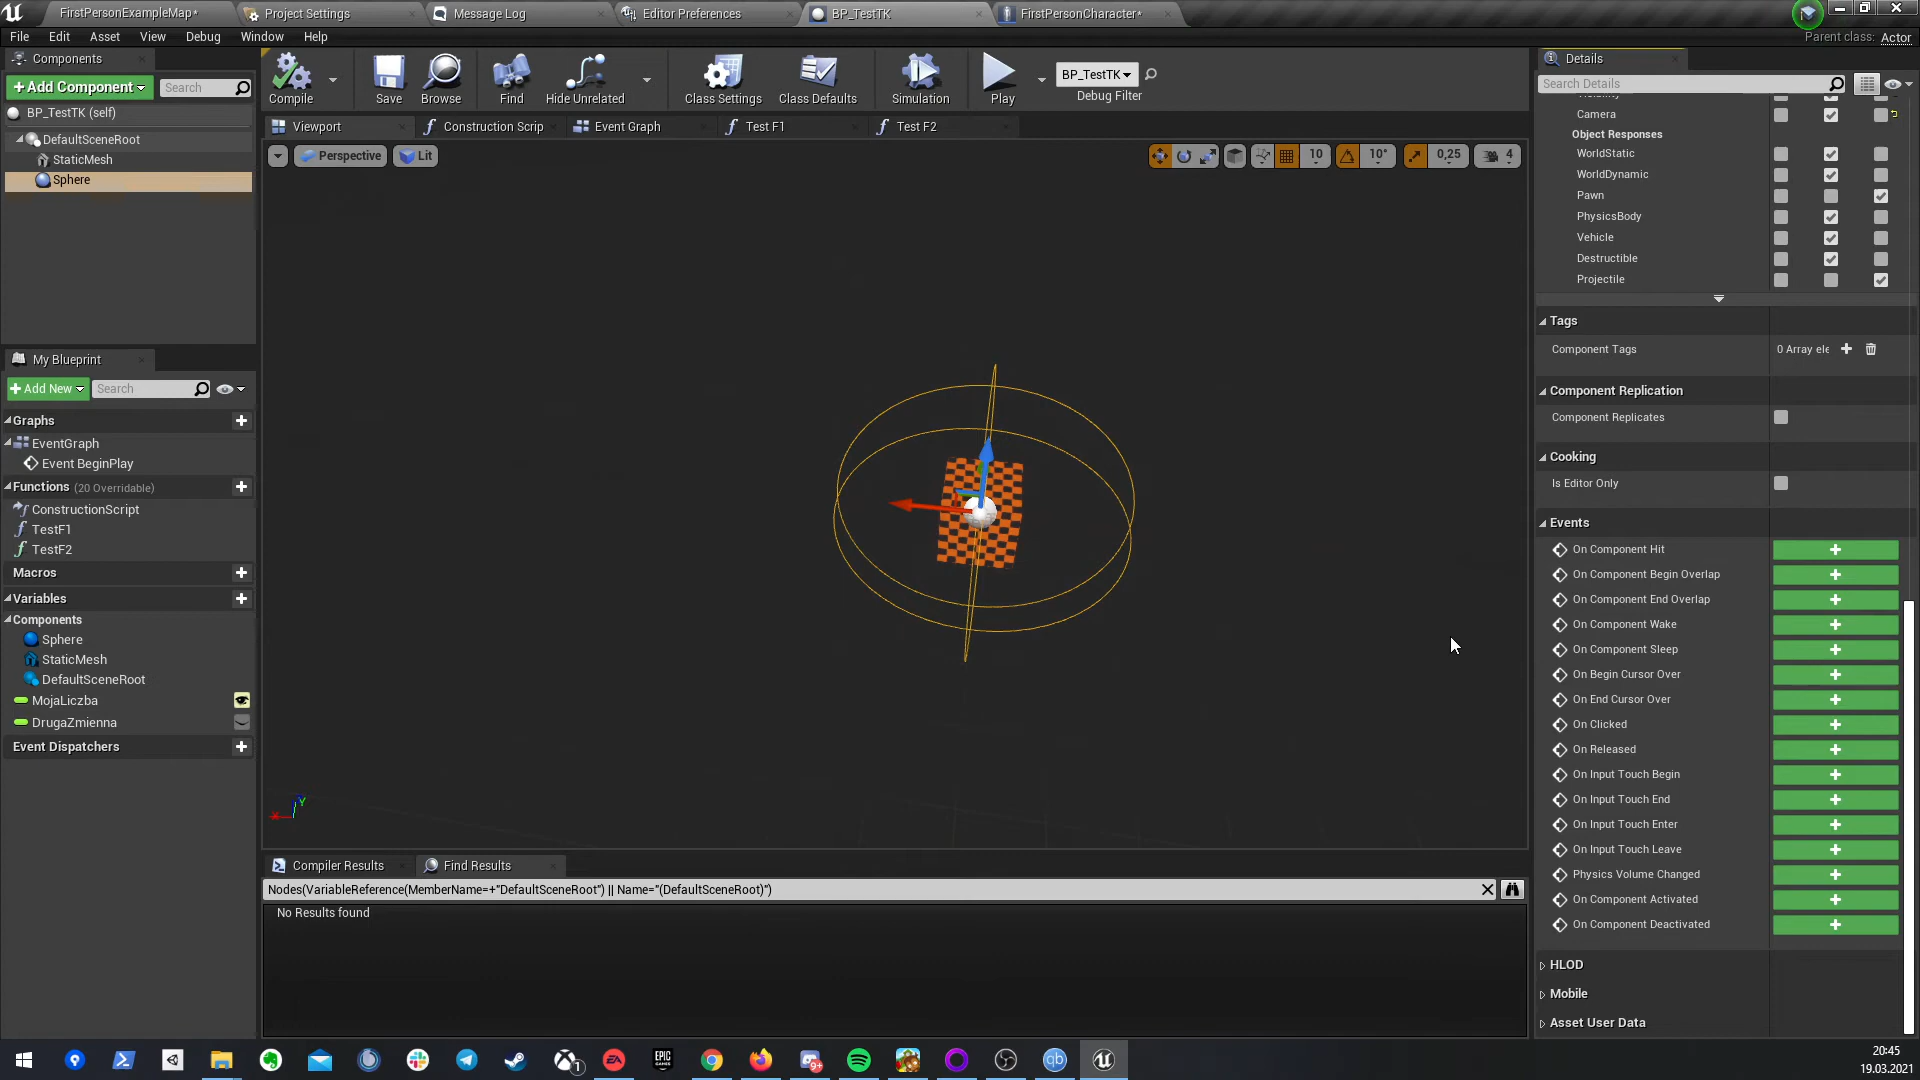 FirstPersonExampleMap*
Project Settings
Message Log
Editor Preferences
BP_TestTK
FirstPersonCharacter*
File Edit Asset View Debug Window Help
Parent class: Actor
Components
+ Add Component
Search
BP_TestTK (self)
DefaultSceneRoot
StaticMesh
Sphere
My Blueprint
+ Add New
Search
Graphs
EventGraph
Event BeginPlay
Functions (20 Overridable)
ConstructionScript
TestF1
TestF2
Macros
Variables
Components
Sphere
StaticMesh
DefaultSceneRoot
MojaLiczba
DrugaZmienna
Event Dispatchers
Compile
Save
Browse
Find
Hide Unrelated
Class Settings
Class Defaults
Simulation
Play
BP_TestTK
Debug Filter
Viewport
Construction Scrip
Event Graph
Test F1
Test F2
Perspective
Lit
10
10°
0,25
4
Y
X
Compiler Results
Find Results
Nodes(VariableReference(MemberName=+"DefaultSceneRoot") || Name="(DefaultSceneRoot)")
No Results found
Details
Search Details
Camera
Object Responses
WorldStatic
WorldDynamic
Pawn
PhysicsBody
Vehicle
Destructible
Projectile
Tags
Component Tags
0 Array ele
Component Replication
Component Replicates
Cooking
Is Editor Only
Events
On Component Hit
On Component Begin Overlap
On Component End Overlap
On Component Wake
On Component Sleep
On Begin Cursor Over
On End Cursor Over
On Clicked
On Released
On Input Touch Begin
On Input Touch End
On Input Touch Enter
On Input Touch Leave
Physics Volume Changed
On Component Activated
On Component Deactivated
HLOD
Mobile
Asset User Data
1
EA
EPIC GAMES
9+
qb
20:45
19.03.2021